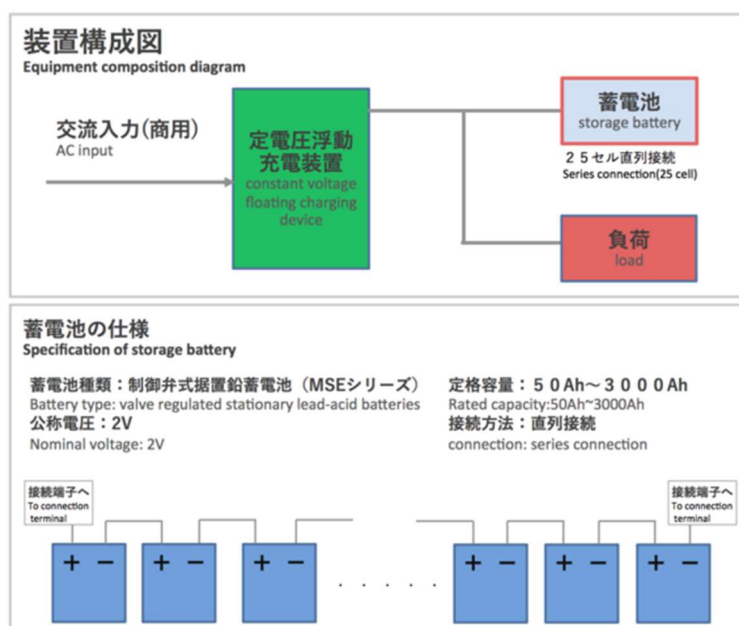 装置構成図
Equipment composition diagram
交流入力(商用)
AC input
定電圧浮動
充電装置
constant voltage
floating charging
device
蓄電池
storage battery
２５セル直列接続
Series connection(25 cell)
負荷
load
蓄電池の仕様
Specification of storage battery
蓄電池種類：制御弁式据置鉛蓄電池（MSEシリーズ）
Battery type: valve regulated stationary lead-acid batteries
公称電圧：2V
Nominal voltage: 2V
定格容量：５０Ah～３０００Ah
Rated capacity:50Ah~3000Ah
接続方法：直列接続
connection: series connection
接続端子へ
To connection
terminal
接続端子へ
To connection
terminal
+ − + − + − · · · · · + − + − + −